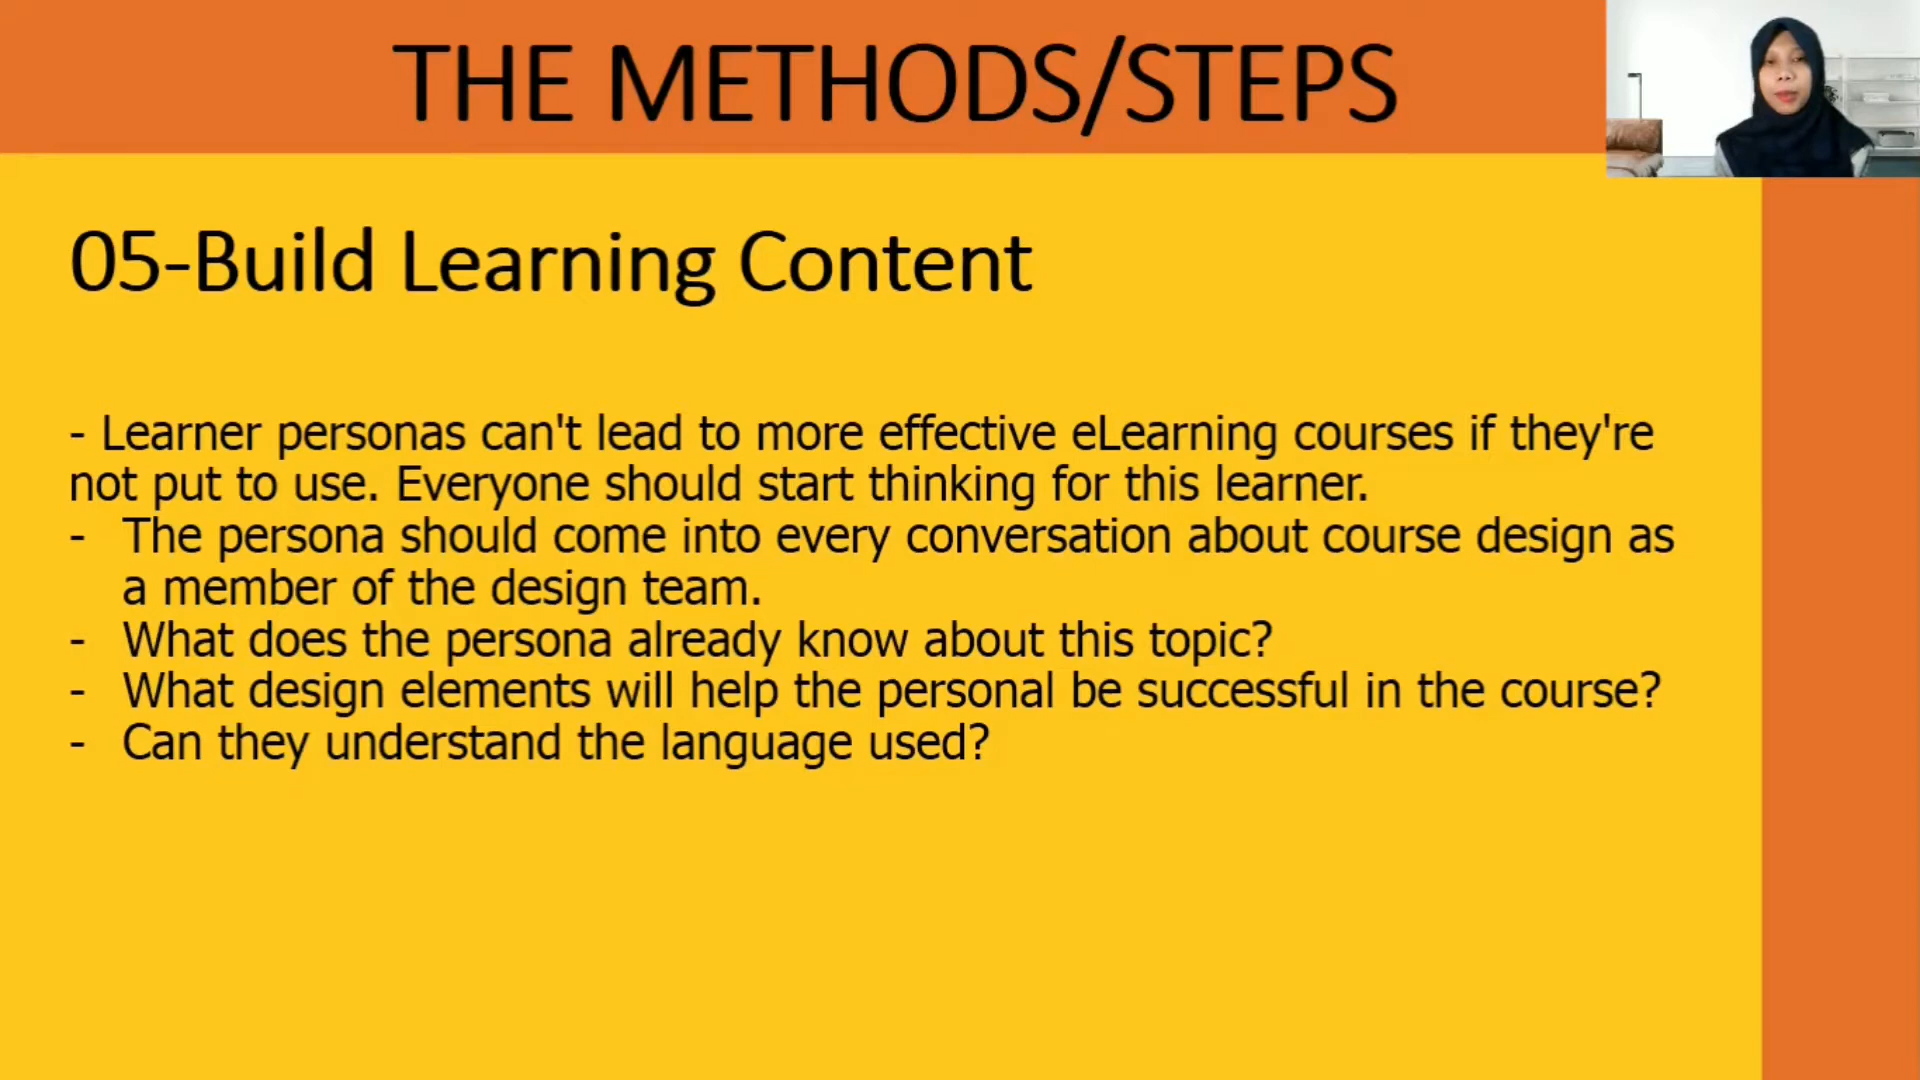 THE METHODS/STEPS
05-Build Learning Content
- Learner personas can't lead to more effective eLearning courses if they're
not put to use. Everyone should start thinking for this learner.
- The persona should come into every conversation about course design as
a member of the design team.
- What does the persona already know about this topic?
- What design elements will help the personal be successful in the course?
- Can they understand the language used?